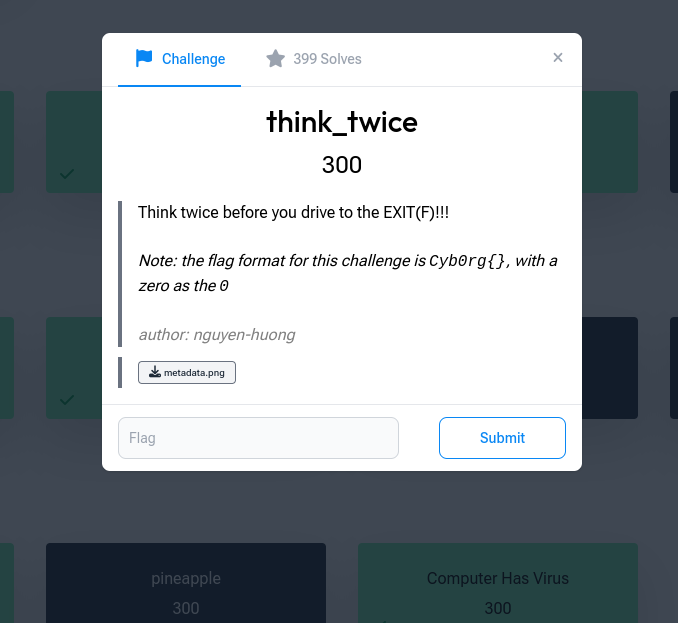 Challenge
399 Solves
×
think_twice
300
Think twice before you drive to the EXIT(F)!!!
Note: the flag format for this challenge is Cyb0rg{}, with a
zero as the 0
author: nguyen-huong
metadata.png
Flag
Submit
pineapple
300
Computer Has Virus
300